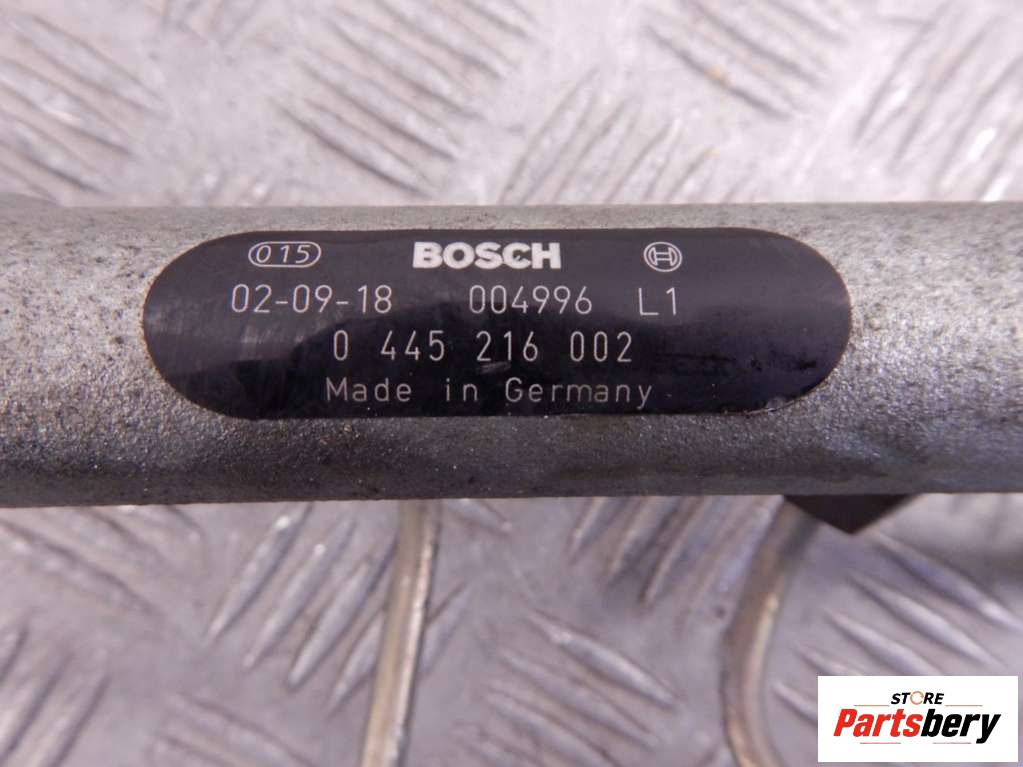 015 BOSCH
02-09-18 004996 L1
0 445 216 002
Made in Germany
STORE
Partsbery